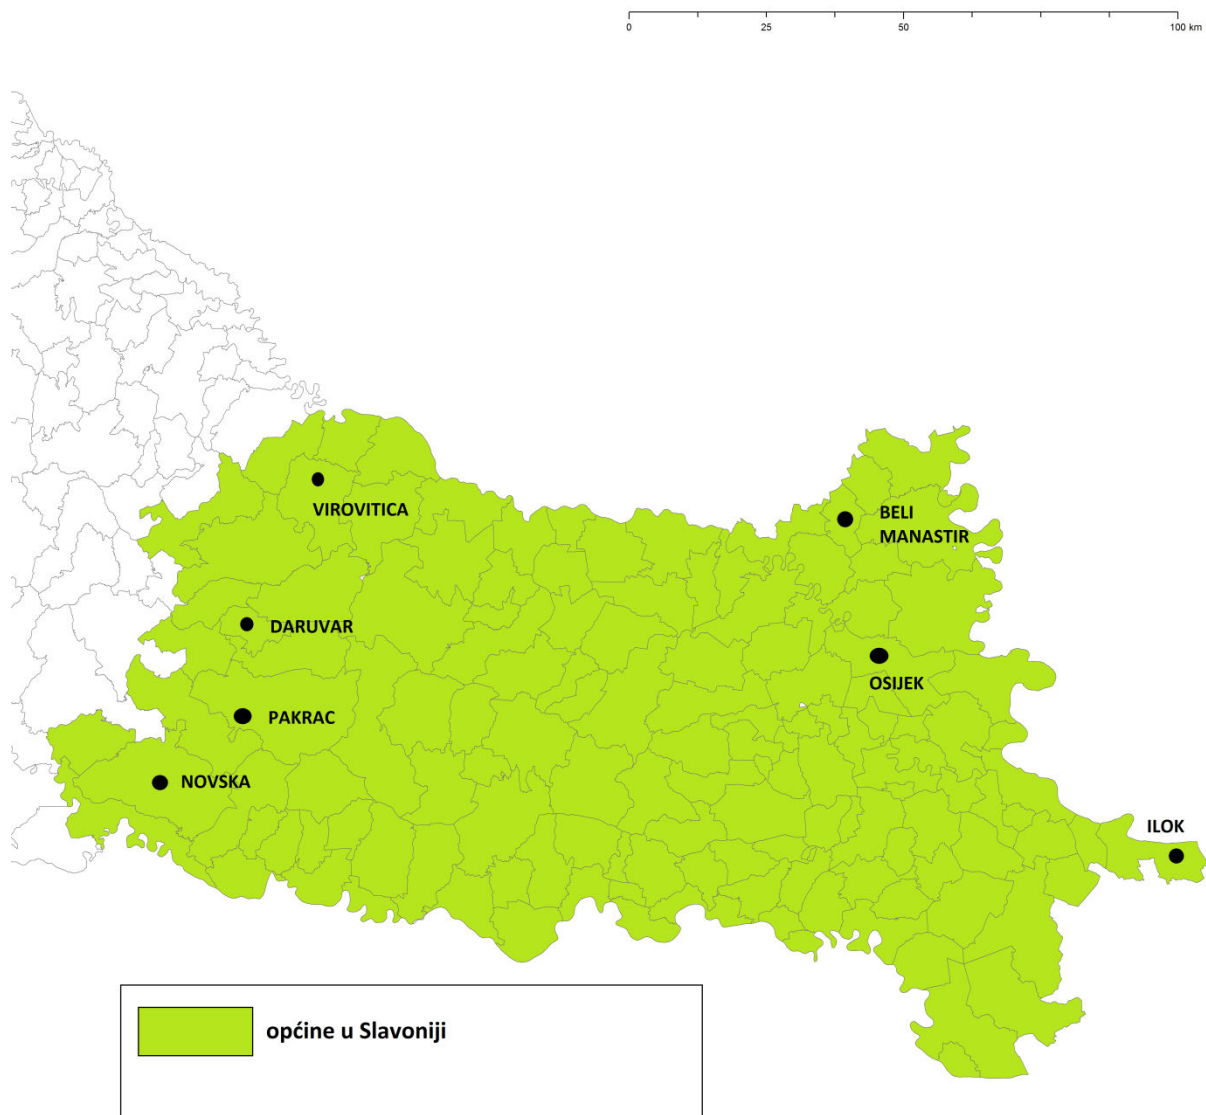 0 25 50 100 km
VIROVITICA
BELI
MANASTIR
DARUVAR
OSIJEK
PAKRAC
NOVSKA
ILOK
općine u Slavoniji